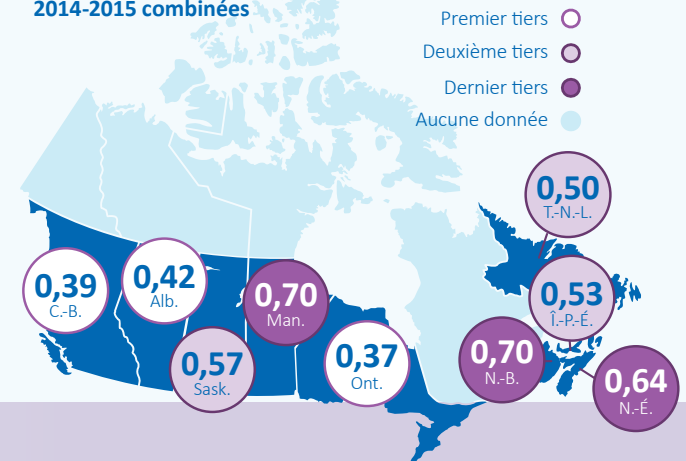 2014-2015 combinées
Premier tiers
Deuxième tiers
Dernier tiers
Aucune donnée
0,50
T.-N.-L.
0,39
C.-B.
0,42
Alb.
0,70
Man.
0,53
Î.-P.-É.
0,57
Sask.
0,37
Ont.
0,70
N.-B.
0,64
N.-É.